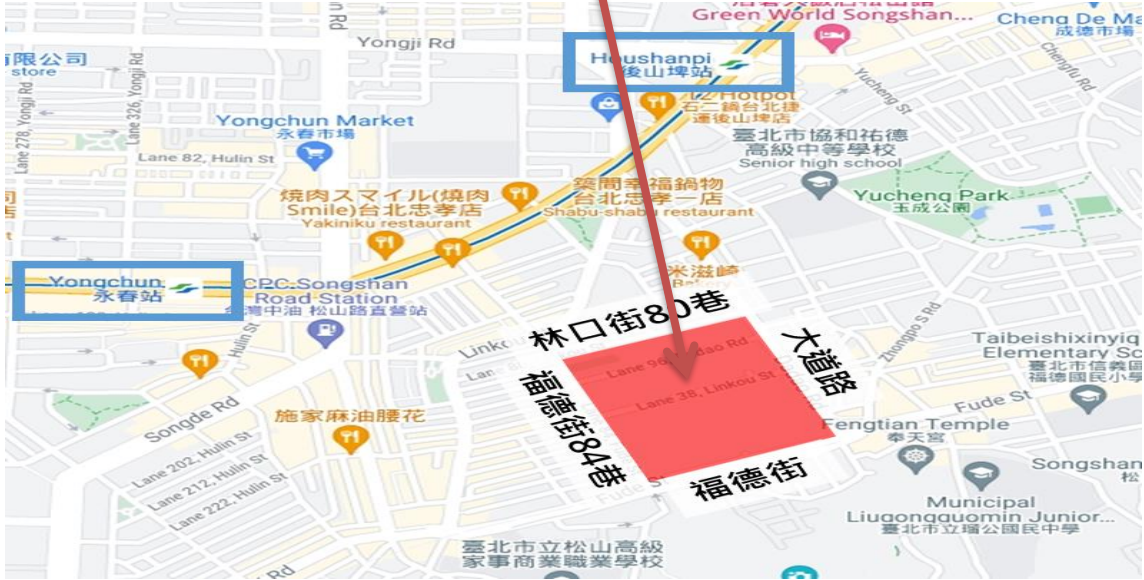 Green World Songshan...
Cheng De Ma
成德市場
Rd
Yongji Rd
有限公司
store
Lane 278, Yongji Rd
Lane 326, Yongji Rd
Houshanpi
後山埤站
Chengfu Rd
Yucheng St
12 Hotpot
石二鍋台北捷
運後山埤店
Yongchun Market
永春市場
臺北市協和祐德
高級中等學校
Senior high school
Lane 82, Hulin St
焼肉スマイル(燒肉
Smile)台北忠孝店
Yakiniku restaurant
築間幸福鍋物
台北忠孝一店
Shabu-shabu restaurant
Yucheng Park
玉成公園
米滋崎
Yongchun
永春站
CPC Songshan
Road Station
台灣中油 松山路直營站
林口街80巷
大道路
福德街84巷
福德街
Lane 38, Linkou St
Hulin St
Zhongpo S Rd
Taibeishixinyiq
Elementary Sc
臺北市信義區
福德國民小學
Songde Rd
施家麻油腰花
Fude St
Fengtian Temple
奉天宮
Lane 202, Hulin St
Lane 212, Hulin St
Lane 222, Hulin St
Fude St
Songshan
松
Municipal
Liugongguomin Junior...
臺北市立瑠公國民中學
臺北市立松山高級
家事商業職業學校
Rd